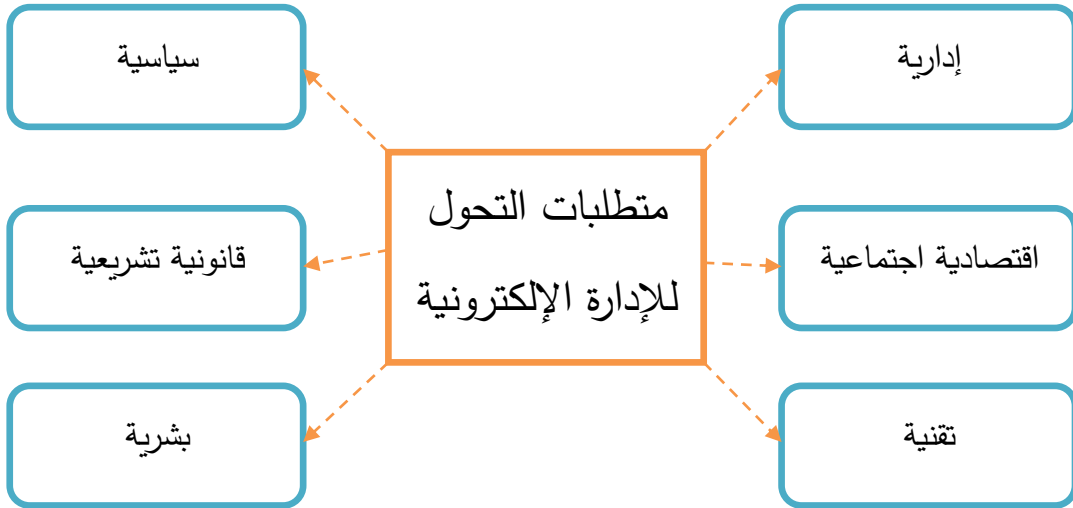 إدارية
سياسية
متطلبات التحول
للإدارة الإلكترونية
اقتصادية اجتماعية
قانونية تشريعية
تقنية
بشرية